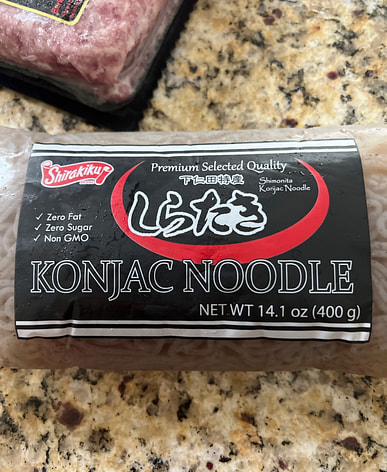 Shirakiku
Premium Selected Quality
下仁田特産
Shimonita
Konjac Noodle
しらたき
✓ Zero Fat
✓ Zero Sugar
✓ Non GMO
KONJAC NOODLE
NET WT 14.1 oz (400 g)